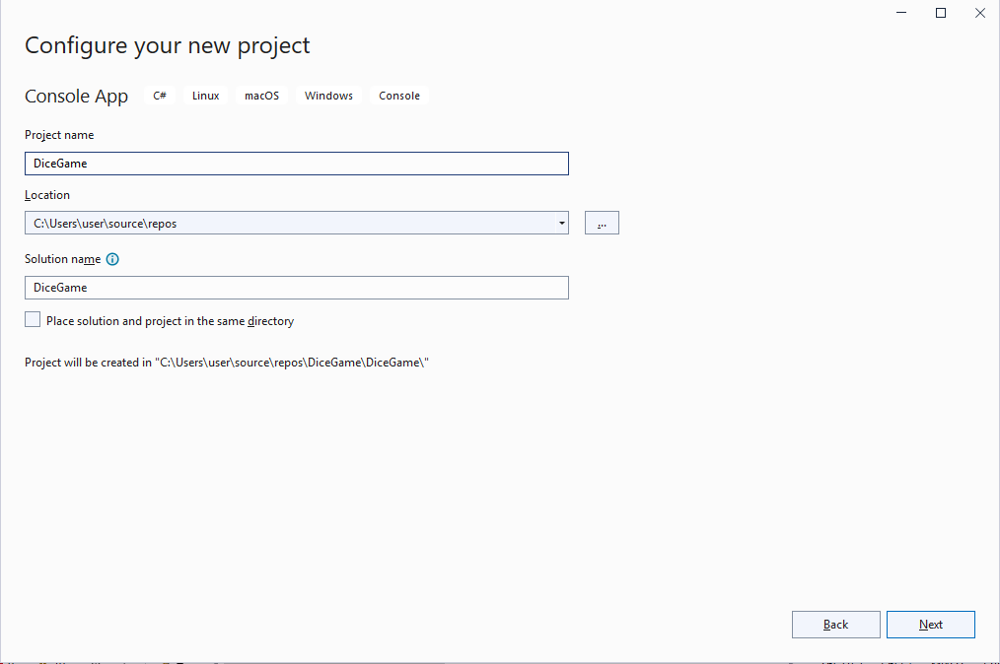 Configure your new project
Console App C# Linux macOS Windows Console
Project name
DiceGame
Location
C:\Users\user\source\repos
...
Solution name
DiceGame
Place solution and project in the same directory
Project will be created in "C:\Users\user\source\repos\DiceGame\DiceGame\"
Back Next